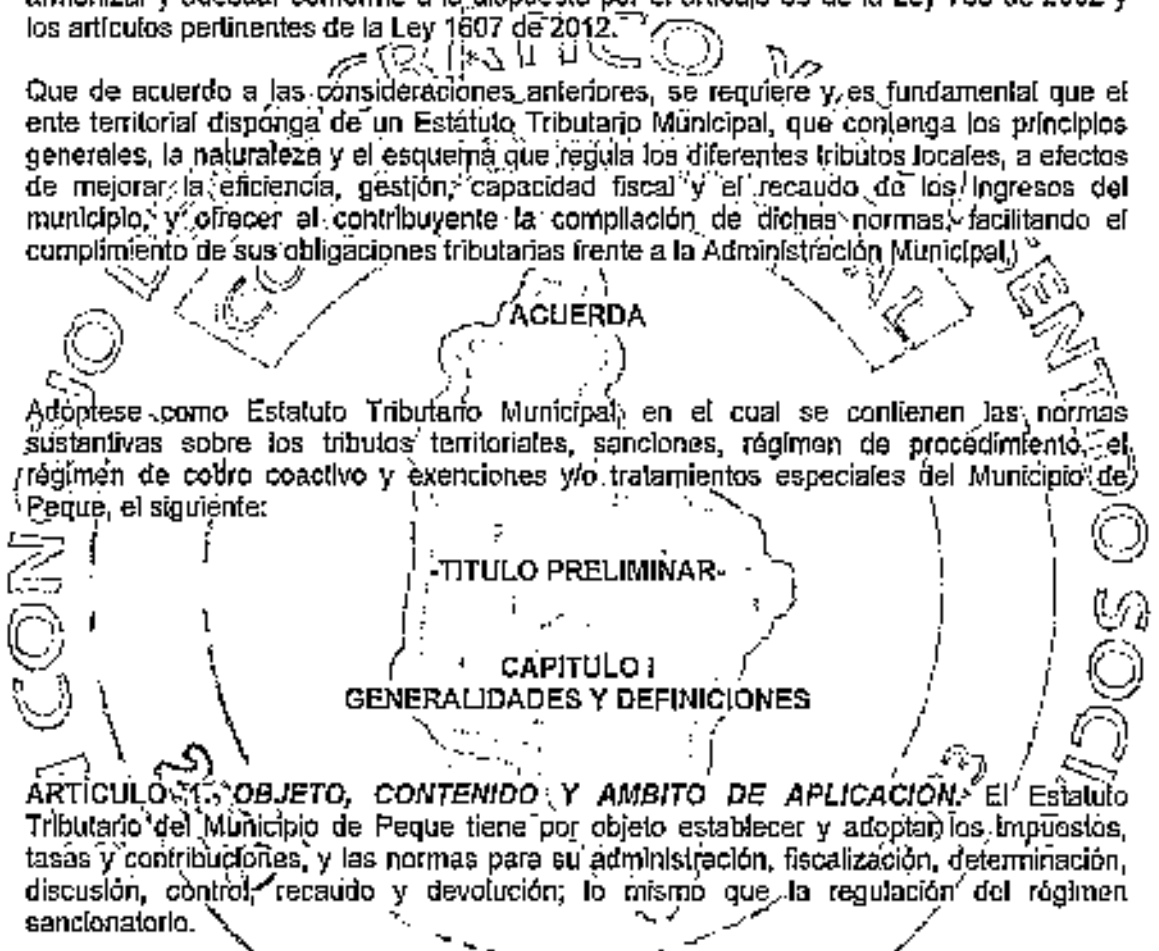 armonizar y adecuar conforme a lo dispuesto por el artículo 59 de la Ley 788 de 2002 y
los artículos pertinentes de la Ley 1607 de 2012.
Que de acuerdo a las consideraciones anteriores, se requiere y es fundamental que el
ente territorial disponga de un Estatuto Tributario Municipal, que contenga los principios
generales, la naturaleza y el esquema que regula los diferentes tributos locales, a efectos
de mejorar la eficiencia, gestión, capacidad fiscal y el recaudo de los ingresos del
municipio, y ofrecer al contribuyente la compilación de dichas normas, facilitando el
cumplimiento de sus obligaciones tributarias frente a la Administración Municipal,
ACUERDA
Adóptese como Estatuto Tributario Municipal, en el cual se contienen las normas
sustantivas sobre los tributos territoriales, sanciones, régimen de procedimiento, el
régimen de cobro coactivo y exenciones y/o tratamientos especiales del Municipio de
Peque, el siguiente:
-TITULO PRELIMINAR-
CAPITULO I
GENERALIDADES Y DEFINICIONES
ARTÍCULO 1. OBJETO, CONTENIDO Y AMBITO DE APLICACIÓN. El Estatuto
Tributario del Municipio de Peque tiene por objeto establecer y adoptar los impuestos,
tasas y contribuciones, y las normas para su administración, fiscalización, determinación,
discusión, control, recaudo y devolución; lo mismo que la regulación del régimen
sancionatorio.